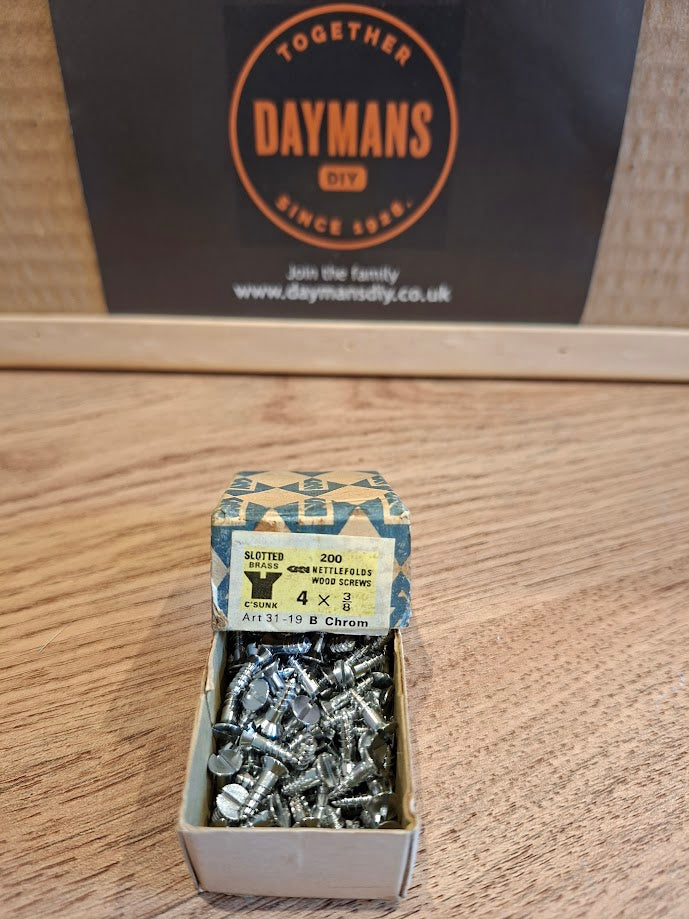 TOGETHER
DAYMANS
DIY
SINCE 1926.
Join the family
www.daymansdiy.co.uk
SLOTTED
BRASS
C'SUNK
200
GKN NETTLEFOLDS
WOOD SCREWS
4 × 3/8
Art 31-19 B Chrom